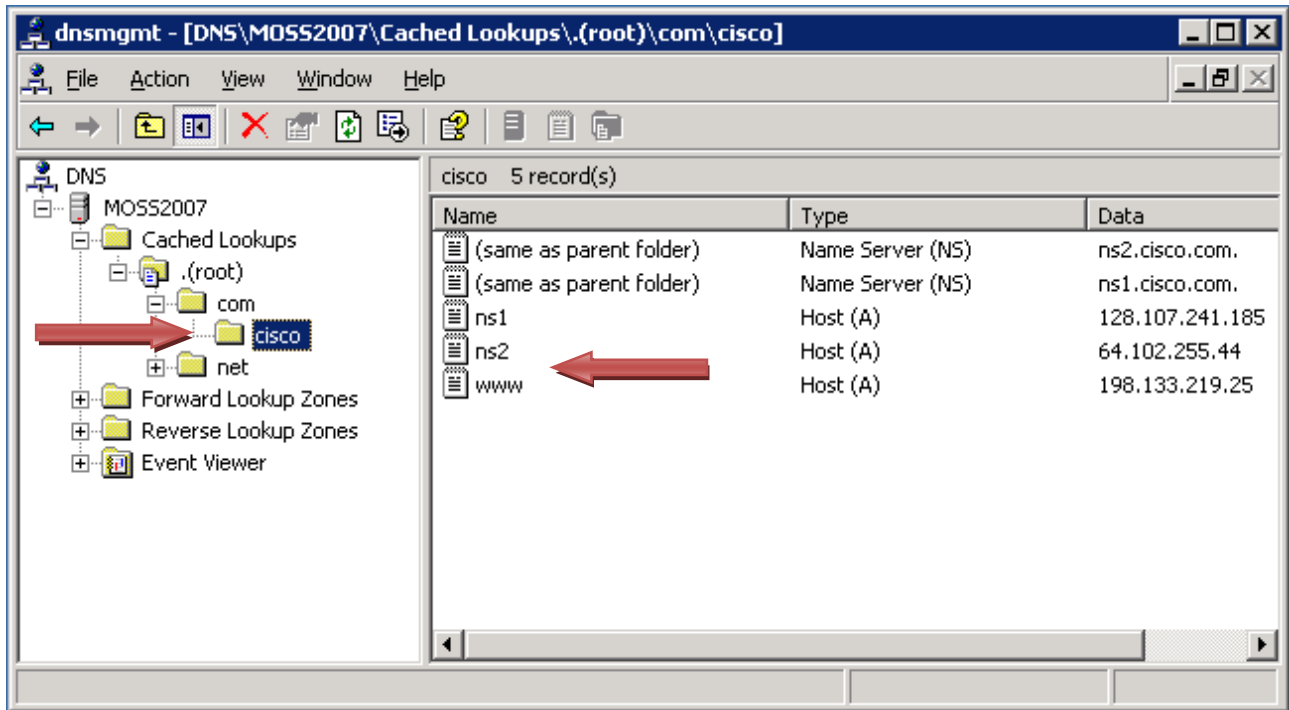 dnsmgmt - [DNS\MOSS2007\Cached Lookups\.(root)\com\cisco]
File Action View Window Help
DNS
MOSS2007
Cached Lookups
.(root)
com
cisco
net
Forward Lookup Zones
Reverse Lookup Zones
Event Viewer
cisco 5 record(s)
Name Type Data
(same as parent folder) Name Server (NS) ns2.cisco.com.
(same as parent folder) Name Server (NS) ns1.cisco.com.
ns1 Host (A) 128.107.241.185
ns2 Host (A) 64.102.255.44
www Host (A) 198.133.219.25